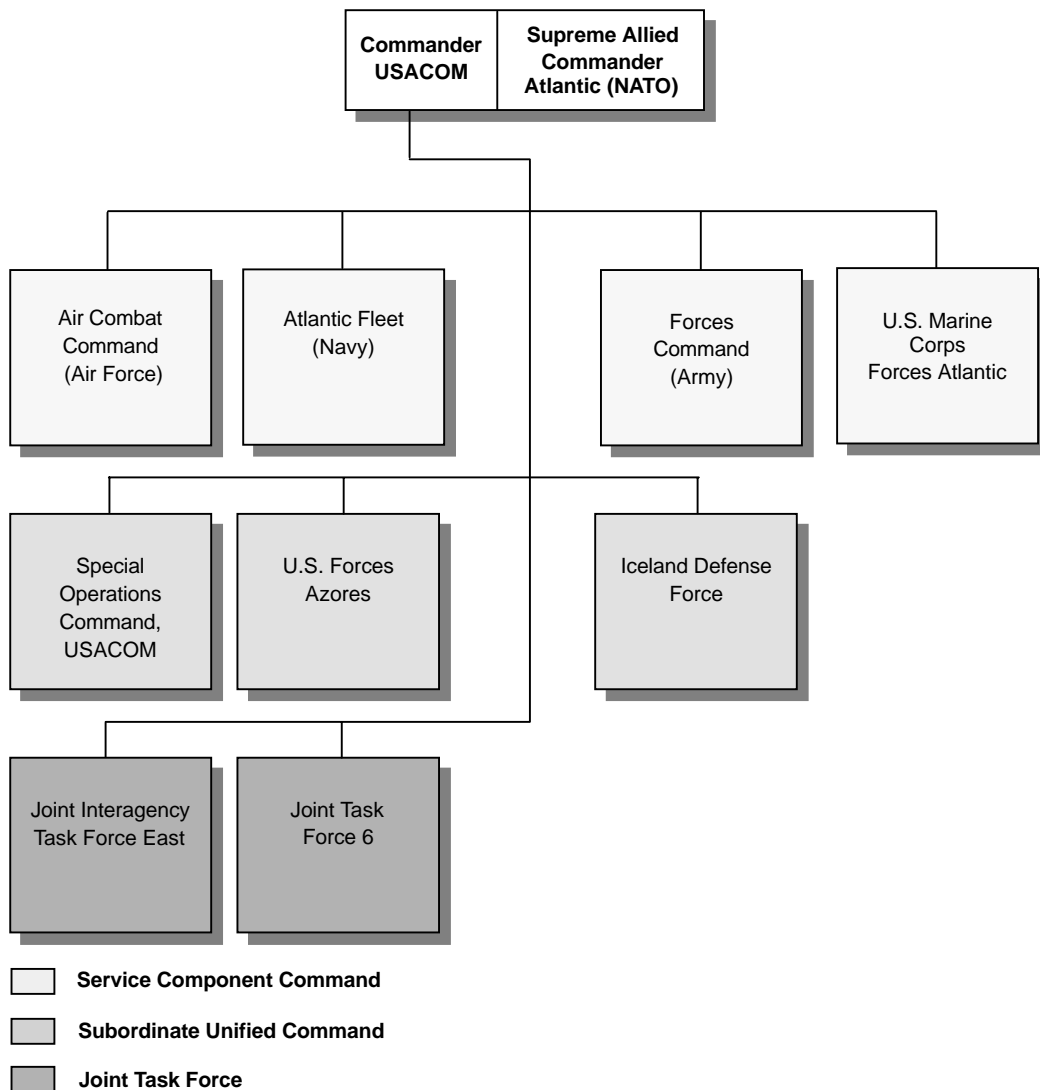 Commander
USACOM
Supreme Allied
Commander
Atlantic (NATO)
Air Combat
Command
(Air Force)
Atlantic Fleet
(Navy)
Forces
Command
(Army)
U.S. Marine
Corps
Forces Atlantic
Special
Operations
Command,
USACOM
U.S. Forces
Azores
Iceland Defense
Force
Joint Interagency
Task Force East
Joint Task
Force 6
Service Component Command
Subordinate Unified Command
Joint Task Force